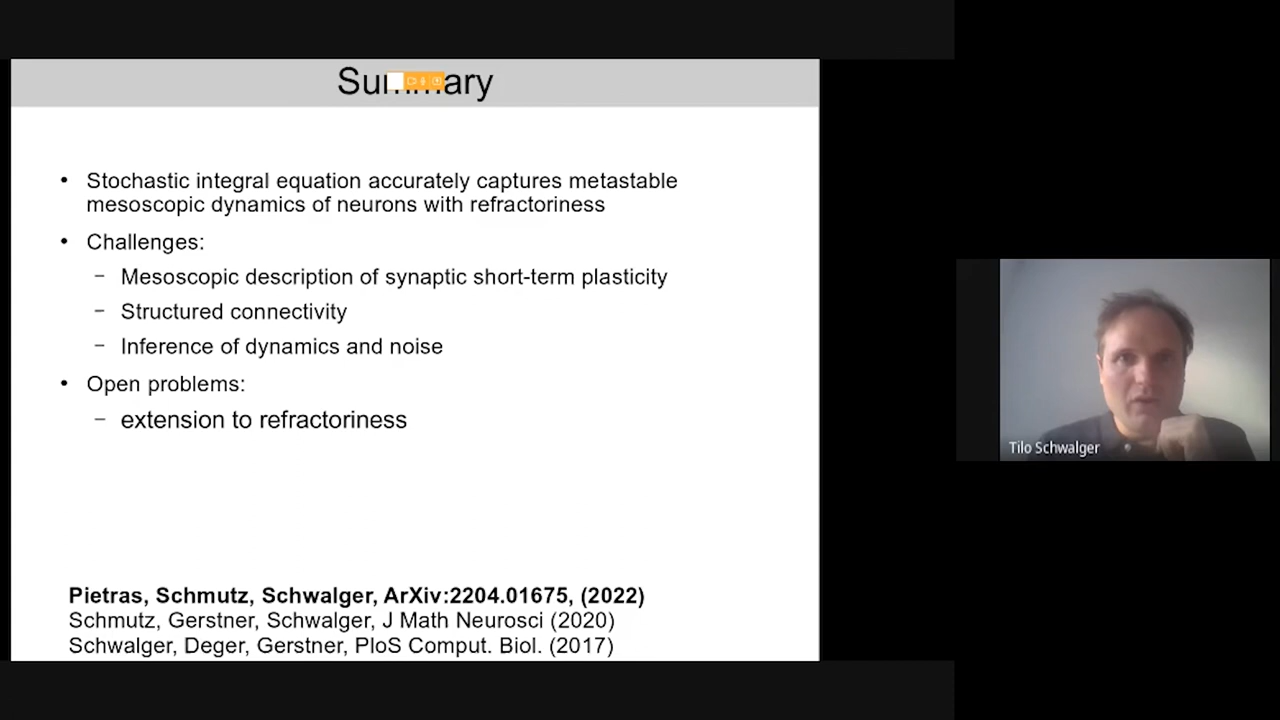 Summary
• Stochastic integral equation accurately captures metastable
mesoscopic dynamics of neurons with refractoriness
• Challenges:
– Mesoscopic description of synaptic short-term plasticity
– Structured connectivity
– Inference of dynamics and noise
• Open problems:
– extension to refractoriness
Pietras, Schmutz, Schwalger, ArXiv:2204.01675, (2022)
Schmutz, Gerstner, Schwalger, J Math Neurosci (2020)
Schwalger, Deger, Gerstner, PloS Comput. Biol. (2017)
Tilo Schwalger